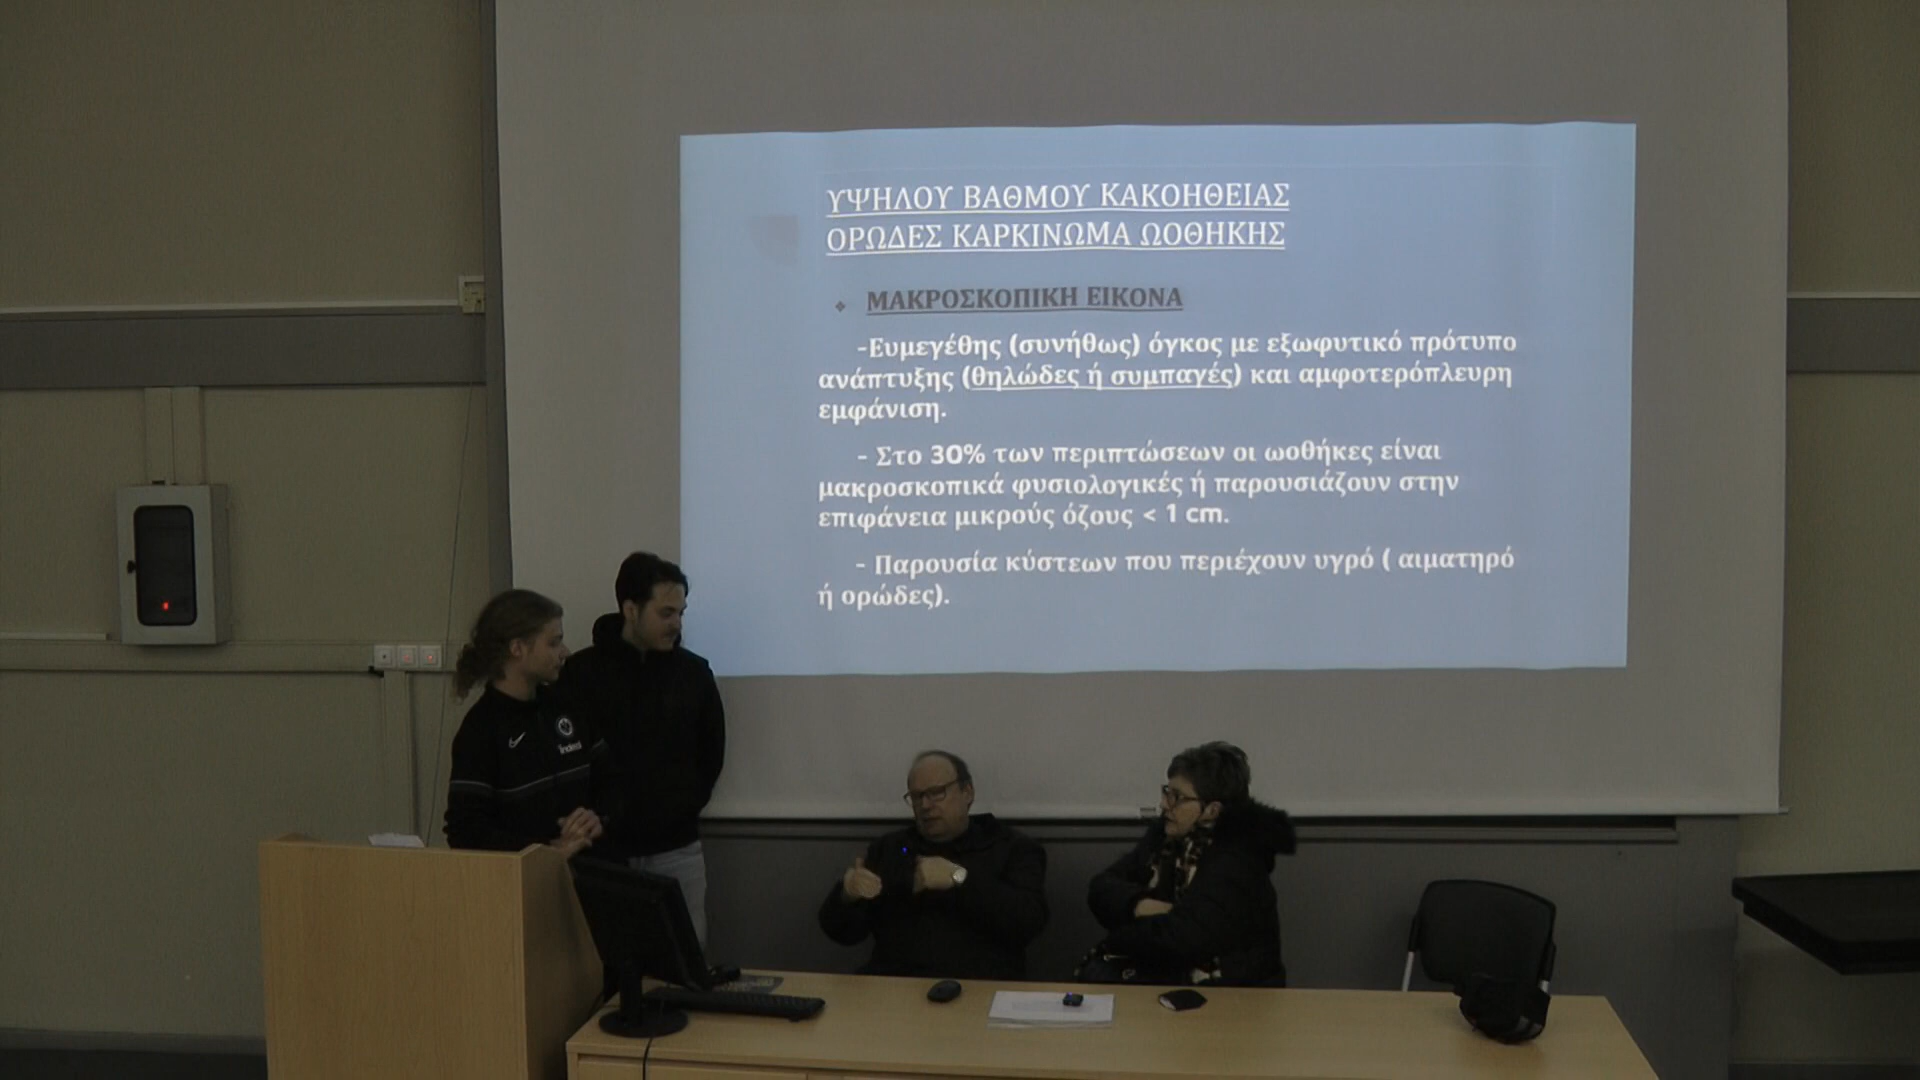 ΥΨΗΛΟΥ ΒΑΘΜΟΥ ΚΑΚΟΗΘΕΙΑΣ
ΟΡΩΔΕΣ ΚΑΡΚΙΝΩΜΑ ΩΟΘΗΚΗΣ
❖ ΜΑΚΡΟΣΚΟΠΙΚΗ ΕΙΚΟΝΑ
-Ευμεγέθης (συνήθως) όγκος με εξωφυτικό πρότυπο
ανάπτυξης (θηλώδες ή συμπαγές) και αμφοτερόπλευρη
εμφάνιση.
- Στο 30% των περιπτώσεων οι ωοθήκες είναι
μακροσκοπικά φυσιολογικές ή παρουσιάζουν στην
επιφάνεια μικρούς όζους < 1 cm.
- Παρουσία κύστεων που περιέχουν υγρό ( αιματηρό
ή ορώδες).